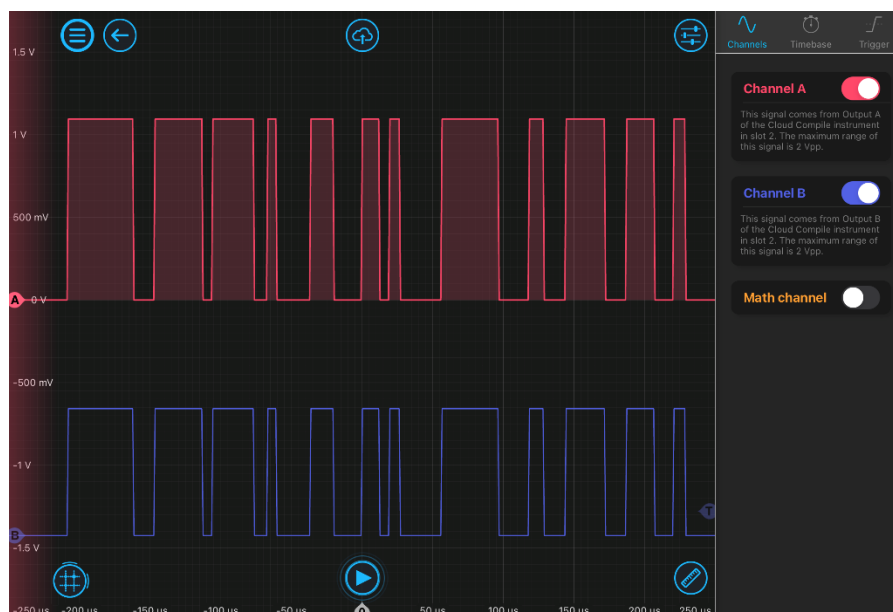 1.5 V
1 V
500 mV
A 0 V
-500 mV
-1 V
B
-1.5 V
T
-250 us -200 us -150 us -100 us -50 us 50 us 100 us 150 us 200 us 250 us
Channels Timebase Trigger
Channel A
This signal comes from Output A
of the Cloud Compile instrument
in slot 2. The maximum range of
this signal is 2 Vpp.
Channel B
This signal comes from Output B
of the Cloud Compile instrument
in slot 2. The maximum range of
this signal is 2 Vpp.
Math channel